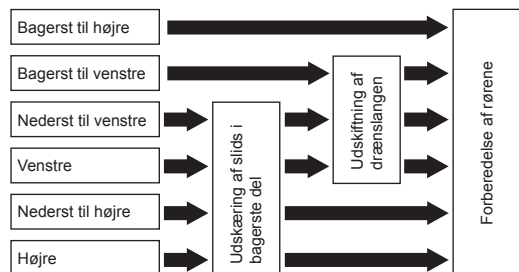 Bagerst til højre
Bagerst til venstre
Nederst til venstre
Venstre
Nederst til højre
Højre
Udskæring af slids i
bagerste del
Udskiftning af
drænslangen
Forberedelse af rørene